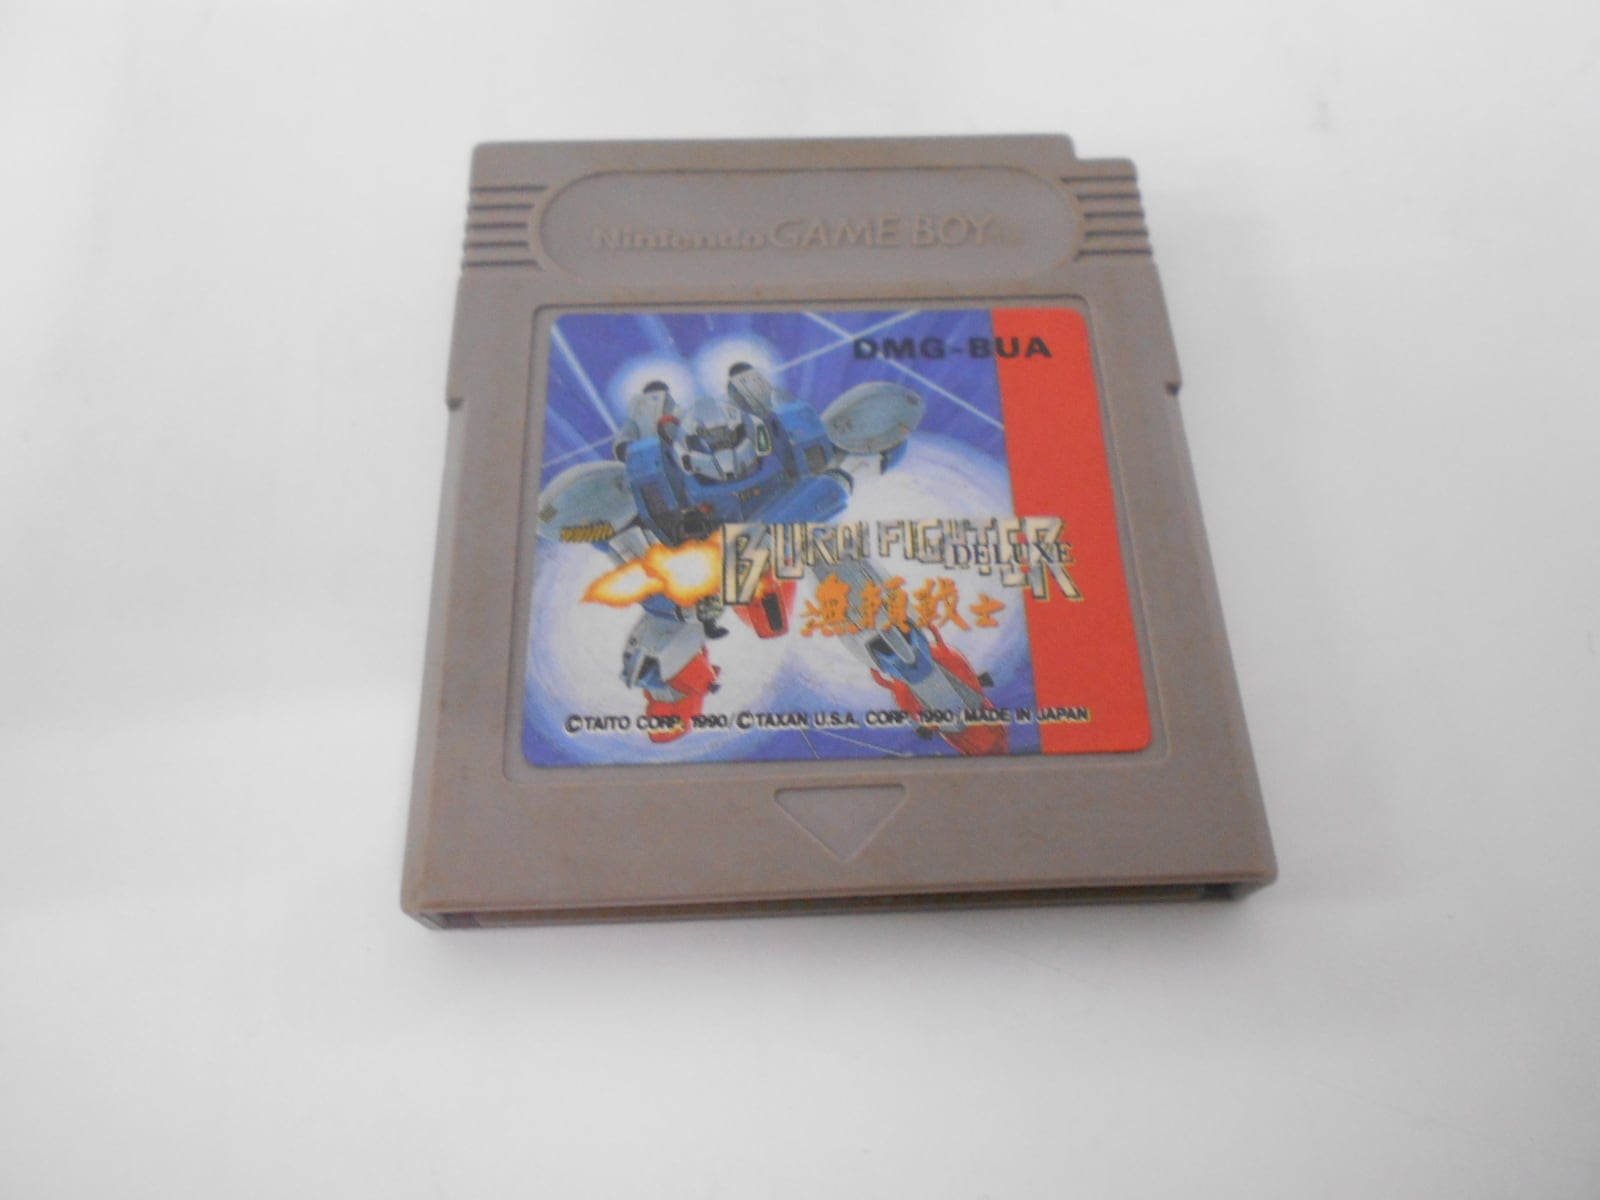 Nintendo GAME BOY TM
DMG-BUA
BURAI FIGHTER
DELUXE
無頼戦士
©TAITO CORP. 1990/©TAXAN U.S.A. CORP. 1990/MADE IN JAPAN